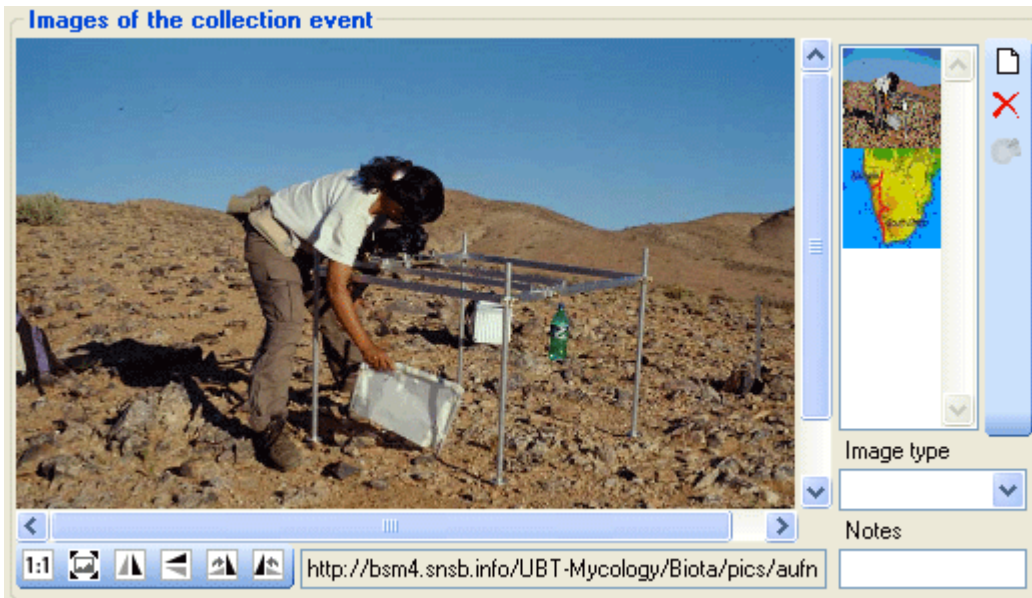 Images of the collection event
Image type
Notes
1:1
http://bsm4.snsb.info/UBT-Mycology/Biota/pics/aufn